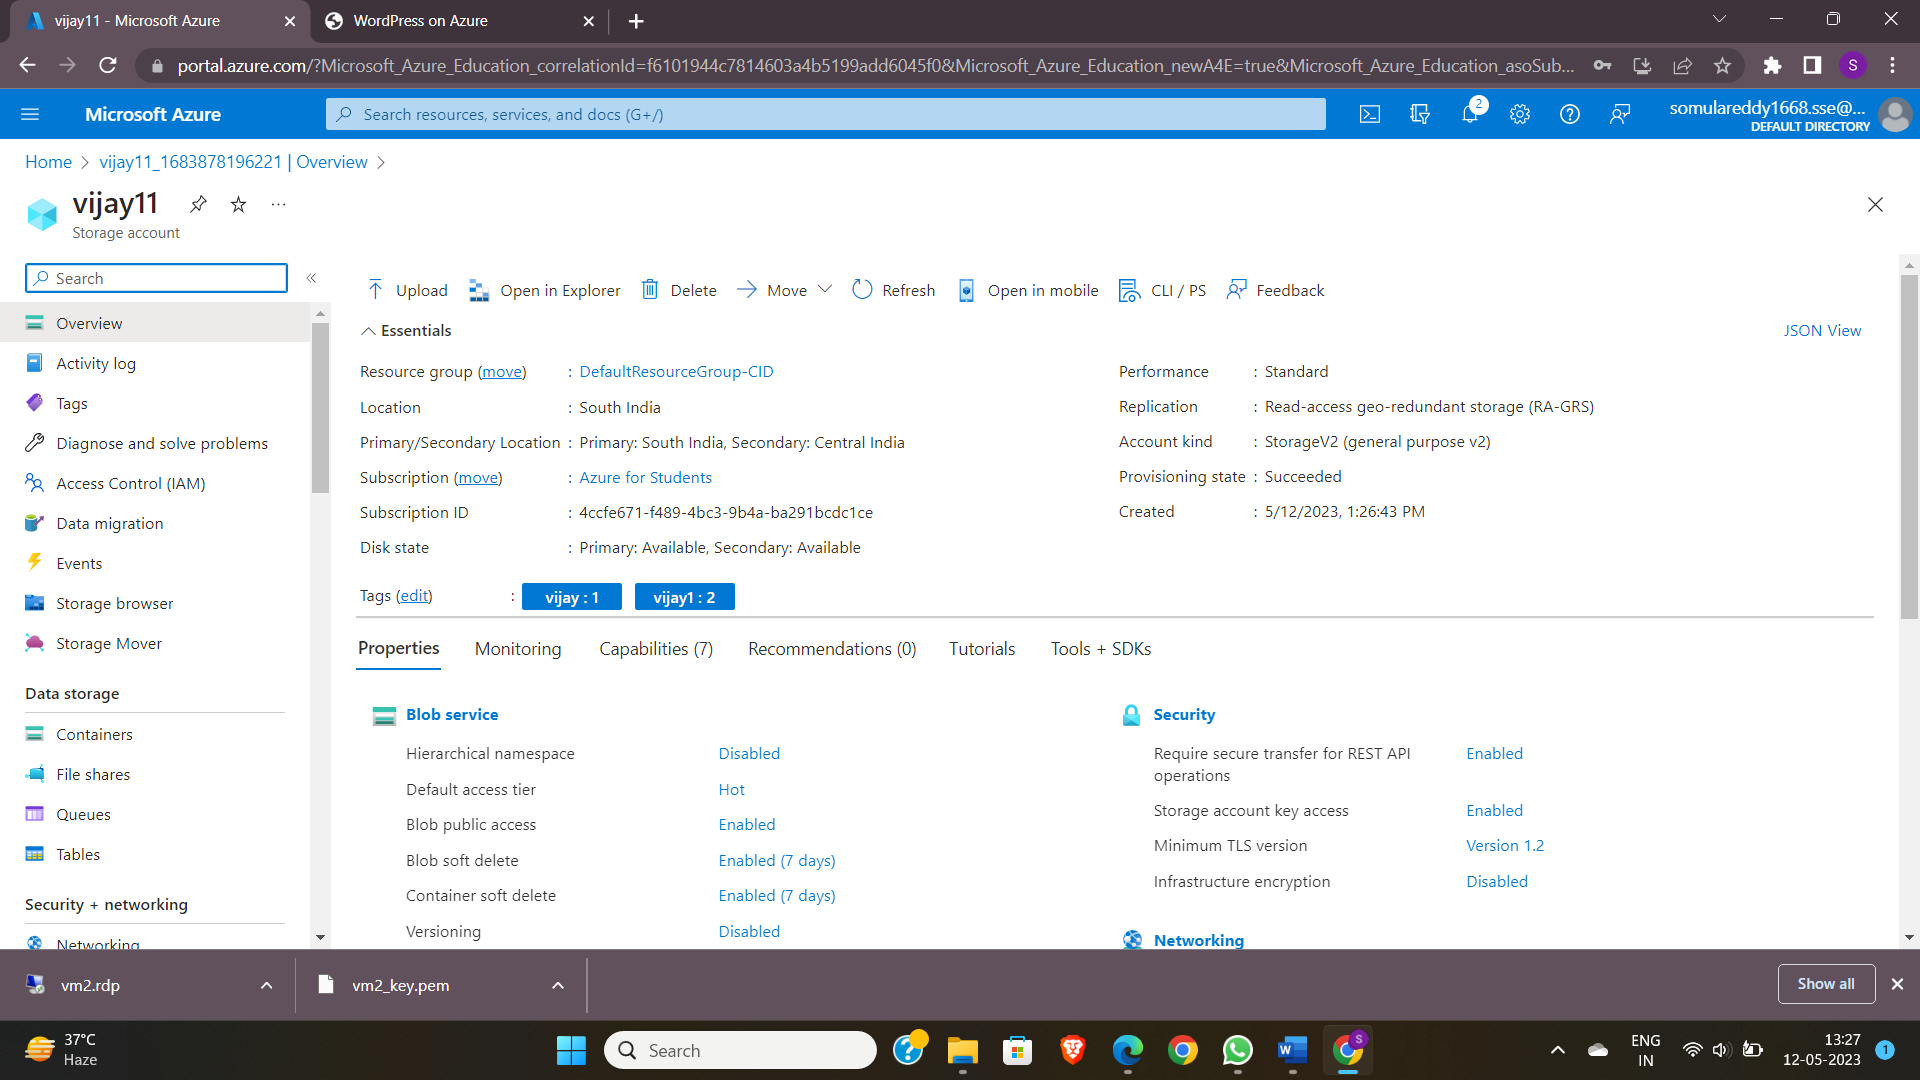 vijay11 - Microsoft Azure
WordPress on Azure
portal.azure.com/?Microsoft_Azure_Education_correlationId=f6101944c7814603a4b5199add6045f0&Microsoft_Azure_Education_newA4E=true&Microsoft_Azure_Education_asoSub...
S
Microsoft Azure
Search resources, services, and docs (G+/)
2
somulareddy1668.sse@...
DEFAULT DIRECTORY
Home > vijay11_1683878196221 | Overview >
vijay11
Storage account
Search
Overview
Activity log
Tags
Diagnose and solve problems
Access Control (IAM)
Data migration
Events
Storage browser
Storage Mover
Data storage
Containers
File shares
Queues
Tables
Security + networking
Networking
Upload Open in Explorer Delete Move Refresh Open in mobile CLI / PS Feedback
Essentials
JSON View
Resource group (move) : DefaultResourceGroup-CID
Location : South India
Primary/Secondary Location : Primary: South India, Secondary: Central India
Subscription (move) : Azure for Students
Subscription ID : 4ccfe671-f489-4bc3-9b4a-ba291bcdc1ce
Disk state : Primary: Available, Secondary: Available
Performance : Standard
Replication : Read-access geo-redundant storage (RA-GRS)
Account kind : StorageV2 (general purpose v2)
Provisioning state : Succeeded
Created : 5/12/2023, 1:26:43 PM
Tags (edit) : vijay : 1 vijay1 : 2
Properties Monitoring Capabilities (7) Recommendations (0) Tutorials Tools + SDKs
Blob service
Hierarchical namespace Disabled
Default access tier Hot
Blob public access Enabled
Blob soft delete Enabled (7 days)
Container soft delete Enabled (7 days)
Versioning Disabled
Security
Require secure transfer for REST API Enabled
operations
Storage account key access Enabled
Minimum TLS version Version 1.2
Infrastructure encryption Disabled
Networking
vm2.rdp
vm2_key.pem
Show all
37°C
Haze
Search
S
ENG
IN
13:27
12-05-2023
1